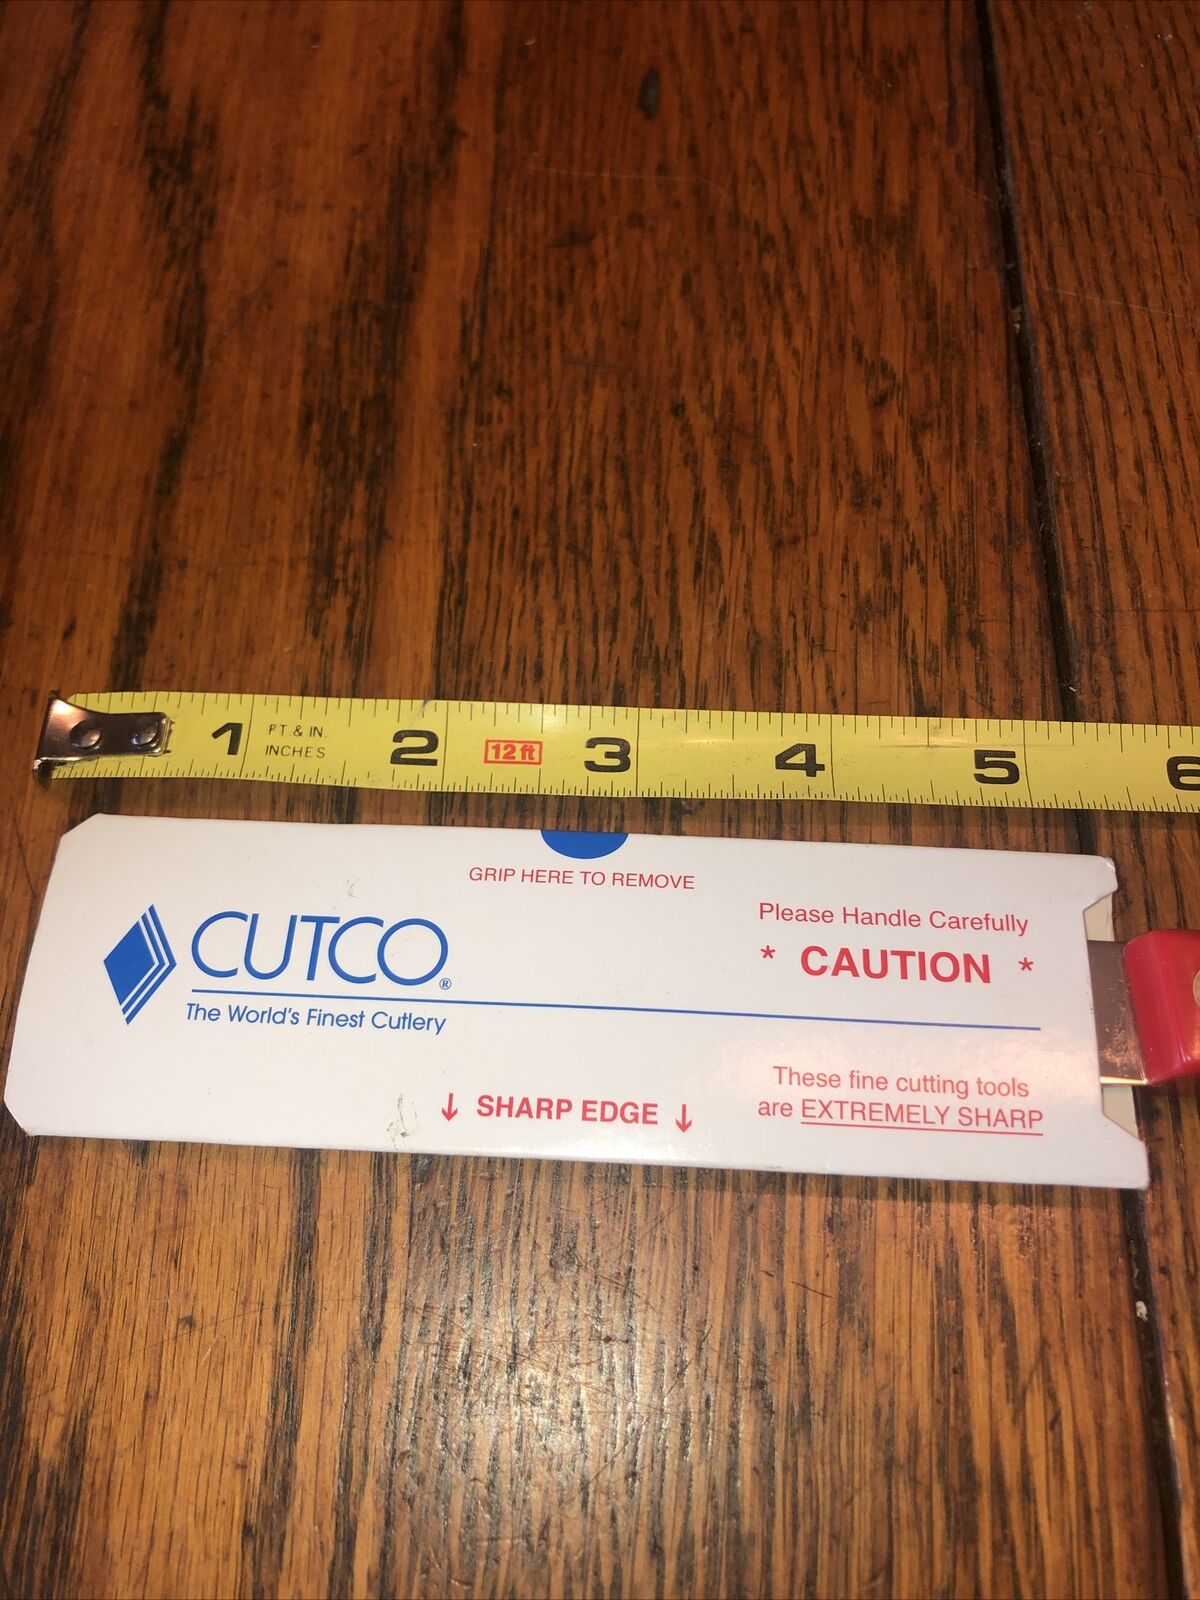 1 FT & IN 2 12 ft 3 4 5 6
INCHES
GRIP HERE TO REMOVE
CUTCO®
The World's Finest Cutlery
Please Handle Carefully
* CAUTION *
↓ SHARP EDGE ↓
These fine cutting tools
are EXTREMELY SHARP